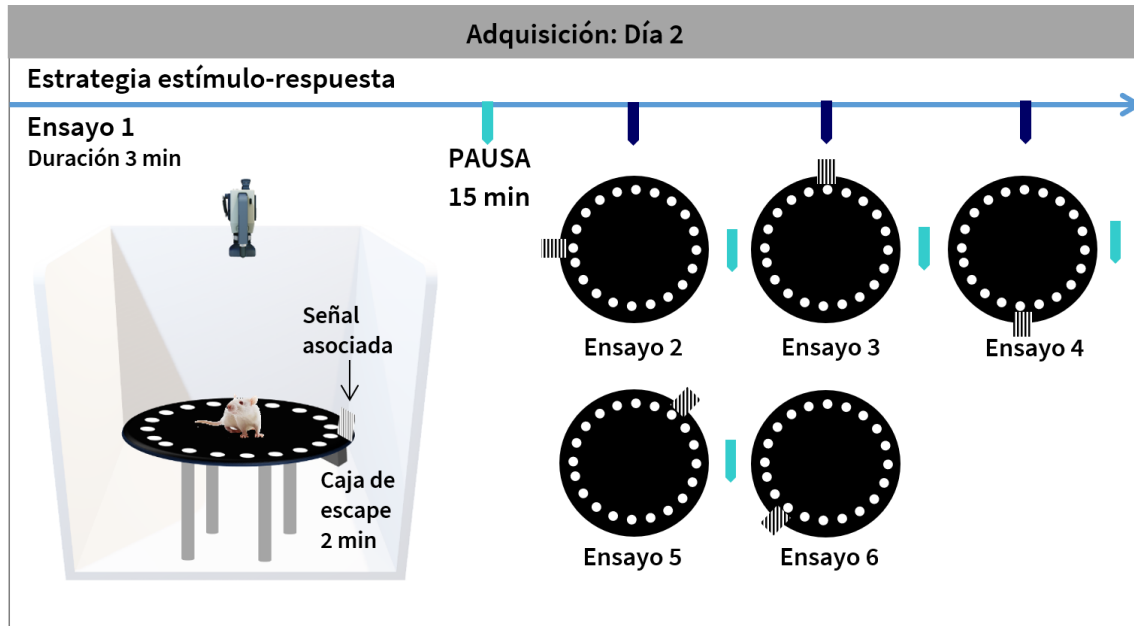 Adquisición: Día 2
Estrategia estímulo-respuesta
Ensayo 1
Duración 3 min
PAUSA
15 min
Señal
asociada
Caja de
escape
2 min
Ensayo 2
Ensayo 3
Ensayo 4
Ensayo 5
Ensayo 6